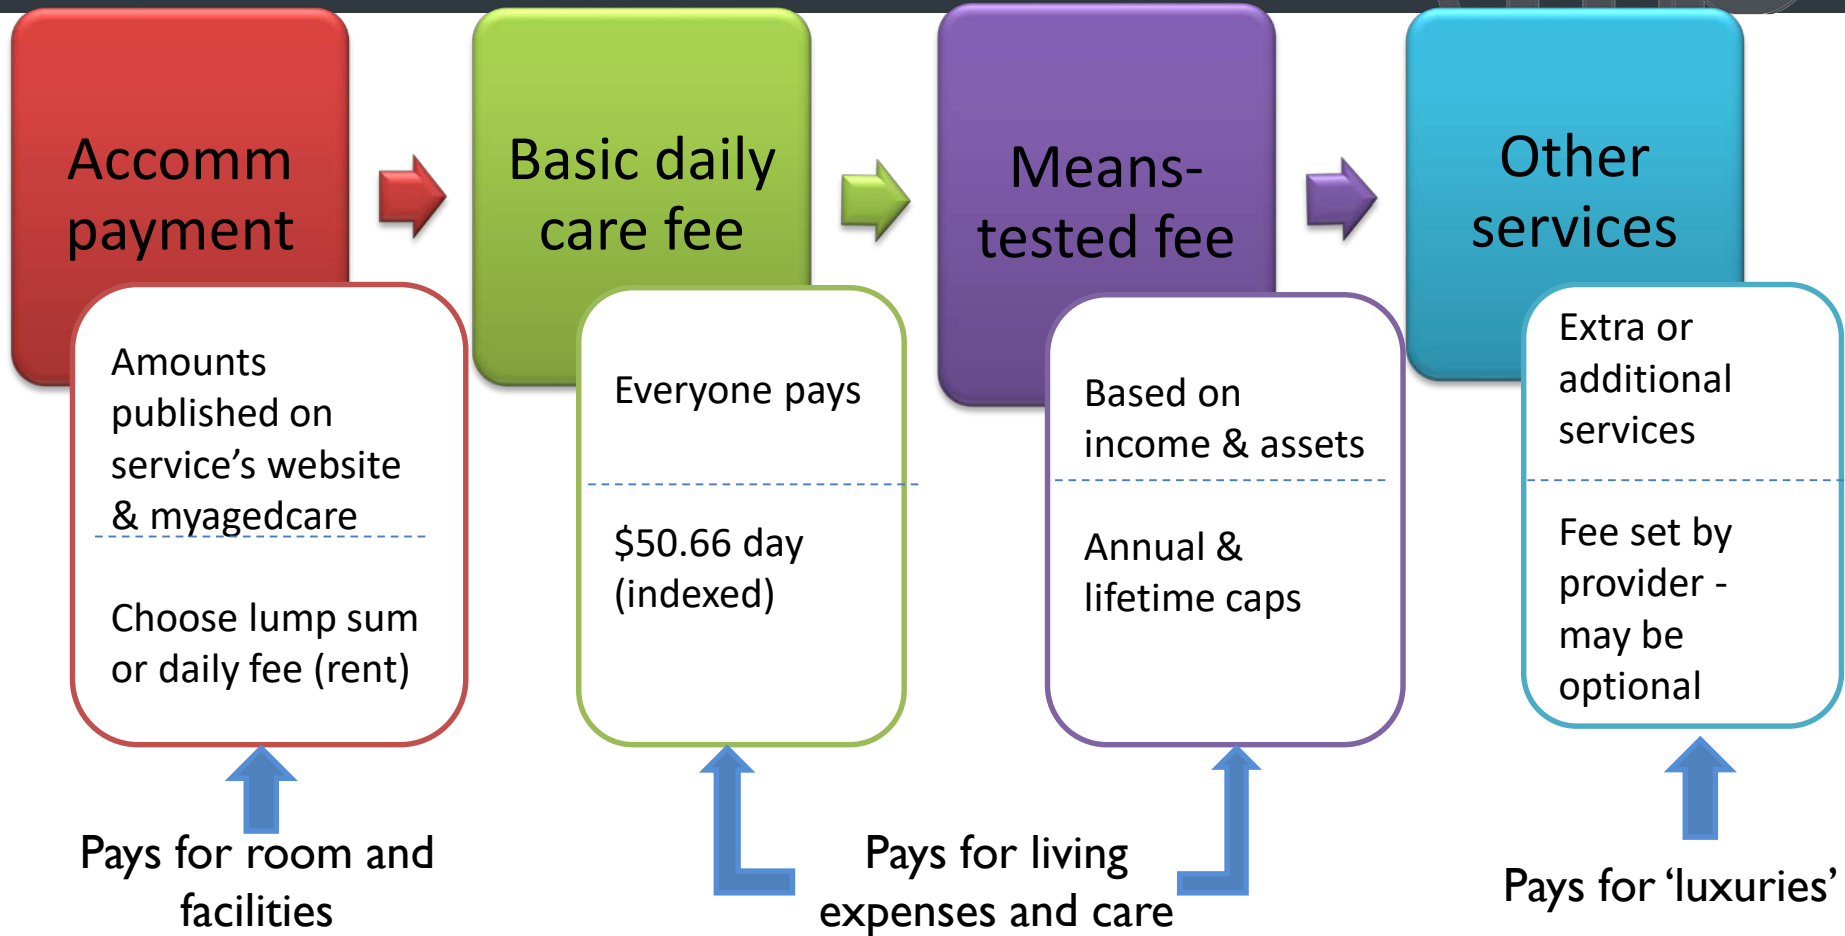 Accomm
payment
Basic daily
care fee
Means-
tested fee
Other
services
Amounts
published on
service’s website
& myagedcare
Choose lump sum
or daily fee (rent)
Everyone pays
$50.66 day
(indexed)
Based on
income & assets
Annual &
lifetime caps
Extra or
additional
services
Fee set by
provider -
may be
optional
Pays for room and
facilities
Pays for living
expenses and care
Pays for ‘luxuries’